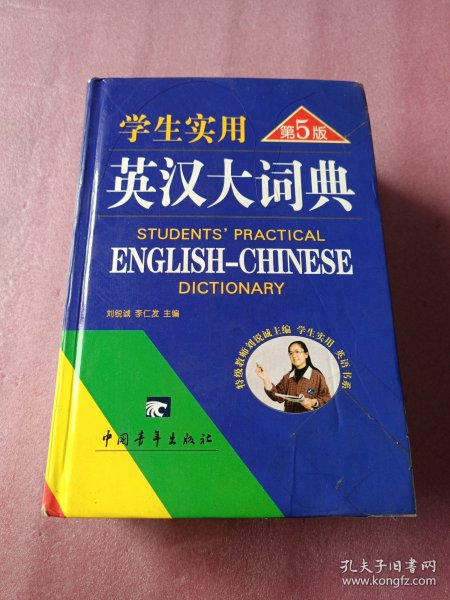 学生实用
第5版
英汉大词典
STUDENTS' PRACTICAL
ENGLISH-CHINESE
DICTIONARY
刘锐诚 李仁发 主编
特级教师刘锐诚主编 学生实用 英语书系
中国青年出版社
孔夫子旧书网
www.kongfz.com